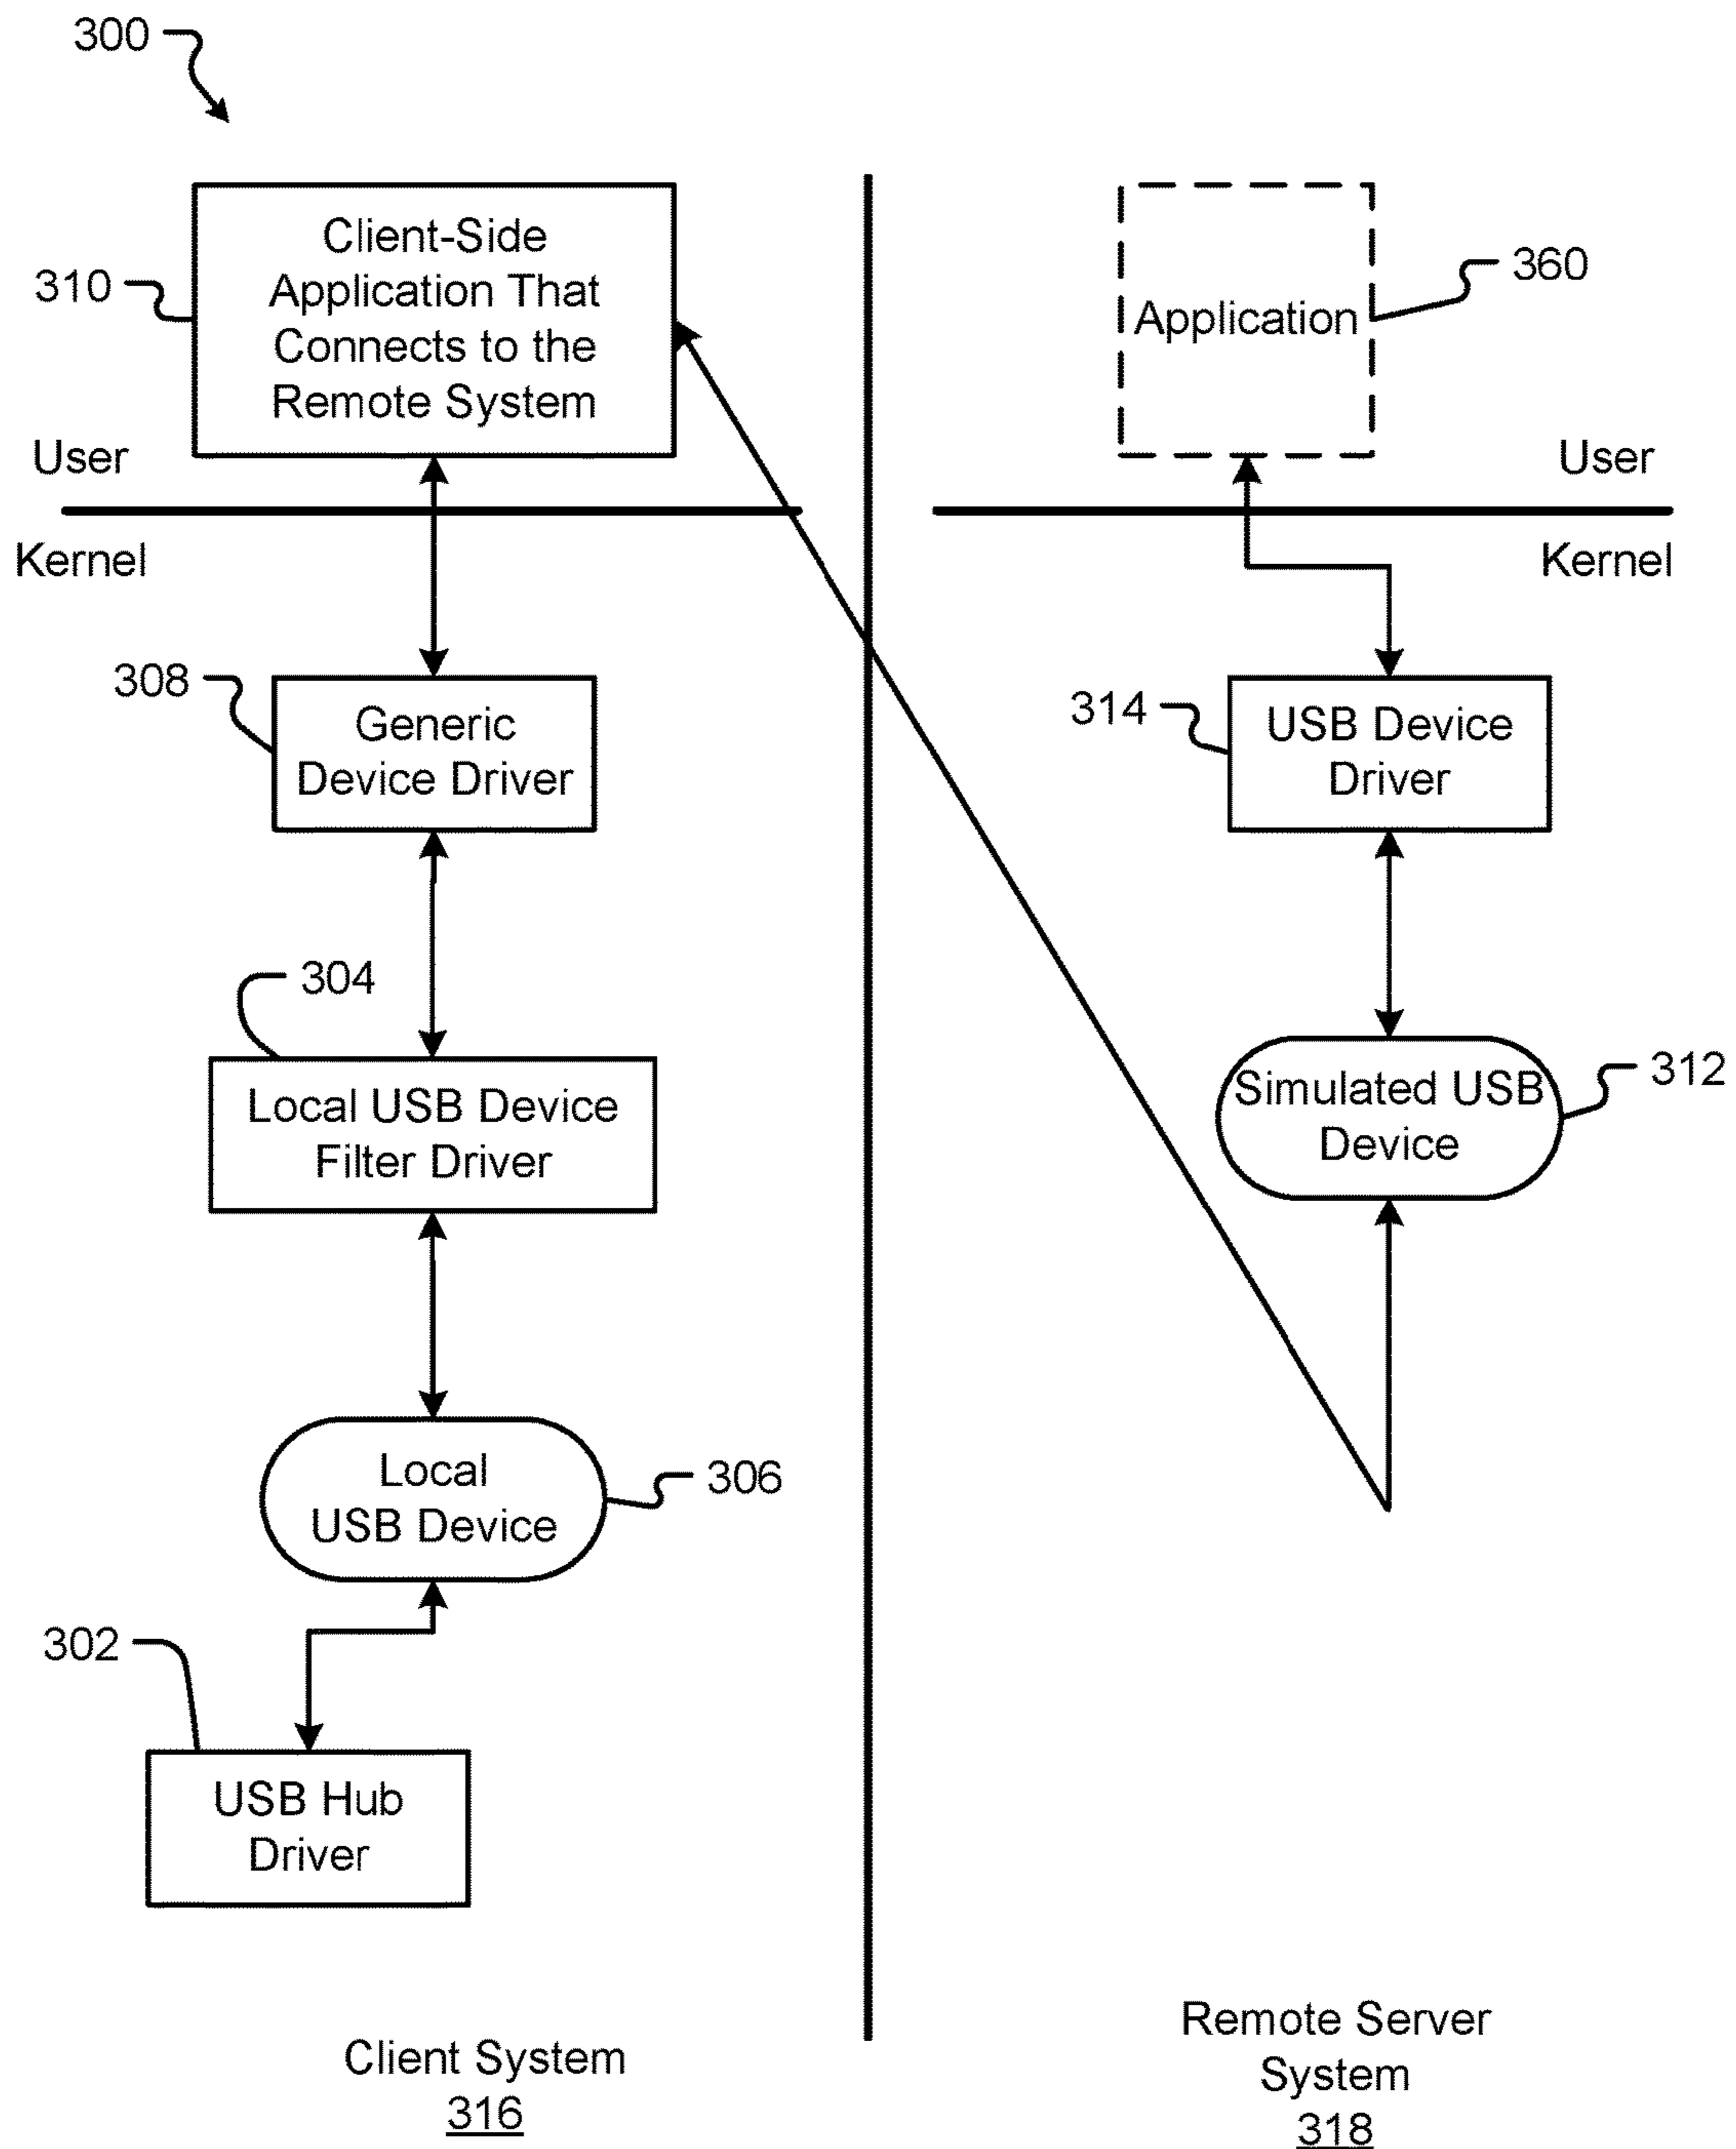 300
Client-Side
Application That
Connects to the
Remote System
310
Application
360
User
User
Kernel
Kernel
308
Generic
Device Driver
314
USB Device
Driver
304
Local USB Device
Filter Driver
Simulated USB
Device
312
Local
USB Device
306
302
USB Hub
Driver
Client System
316
Remote Server
System
318